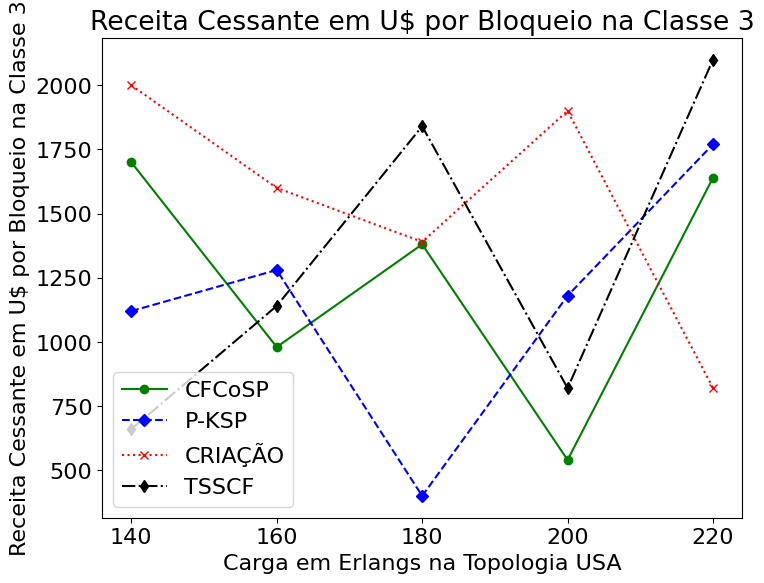 Receita Cessante em U$ por Bloqueio na Classe 3
Receita Cessante em U$ por Bloqueio na Classe 3
2000
1750
1500
1250
1000
750
500
CFCoSP
P-KSP
CRIAÇÃO
TSSCF
140 160 180 200 220
Carga em Erlangs na Topologia USA